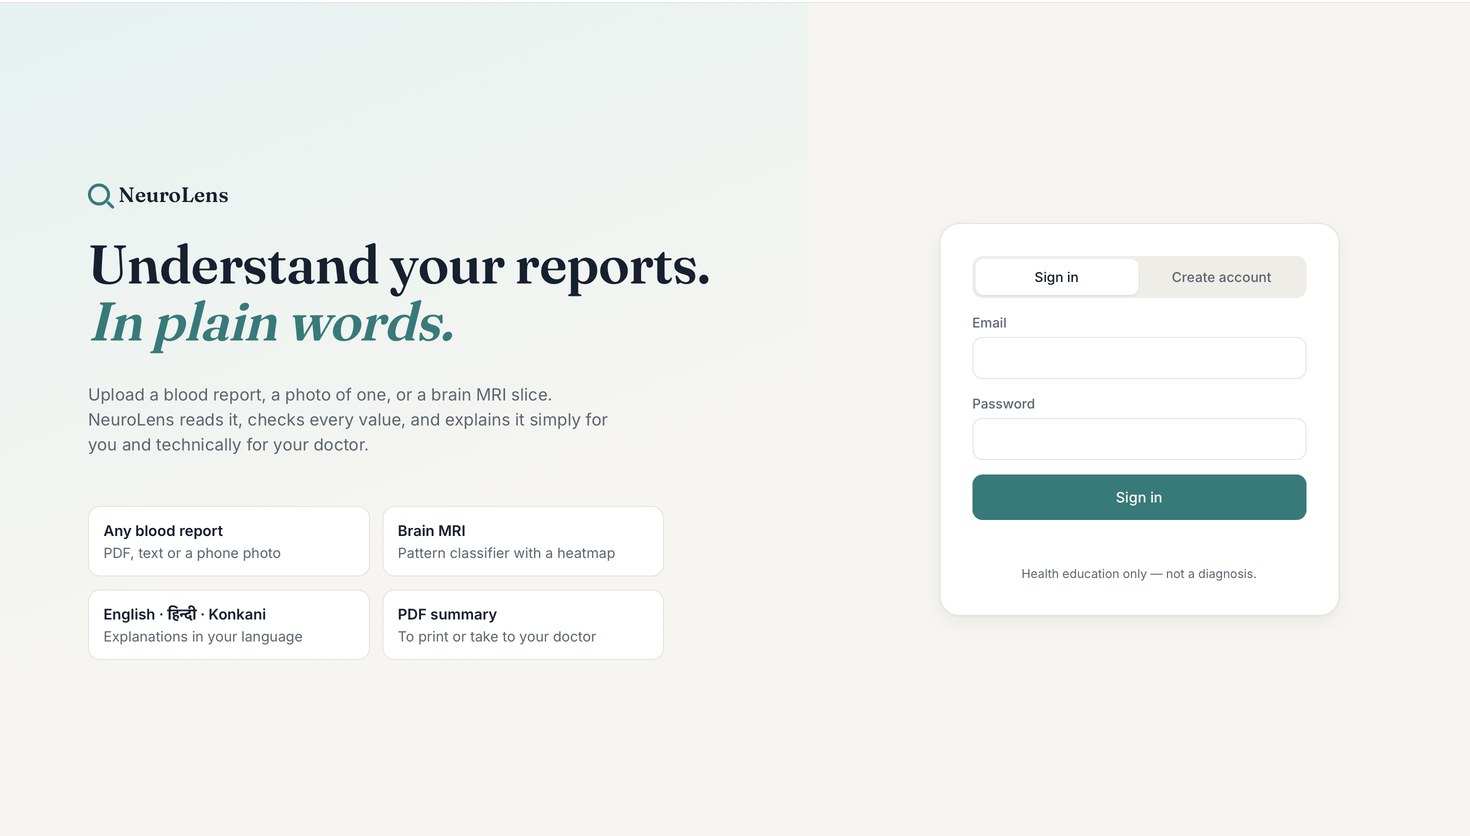 NeuroLens
Understand your reports.
In plain words.
Upload a blood report, a photo of one, or a brain MRI slice.
NeuroLens reads it, checks every value, and explains it simply for
you and technically for your doctor.
Any blood report
PDF, text or a phone photo
Brain MRI
Pattern classifier with a heatmap
English · हिन्दी · Konkani
Explanations in your language
PDF summary
To print or take to your doctor
Sign in
Create account
Email
Password
Sign in
Health education only — not a diagnosis.